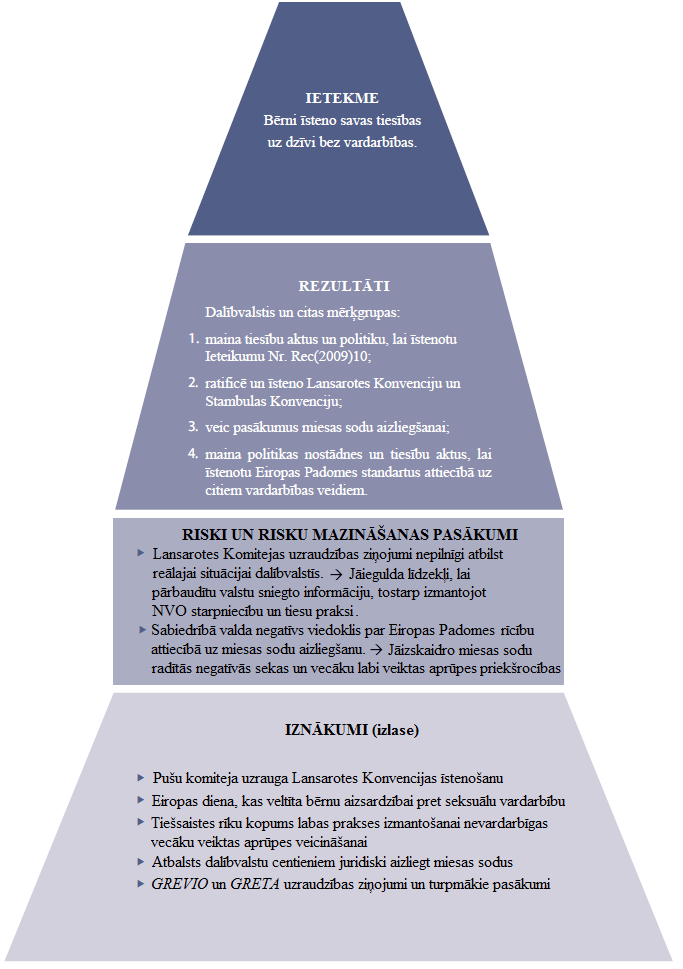 IETEKME
Bērni īsteno savas tiesības
uz dzīvi bez vardarbības.
REZULTĀTI
Dalībvalstis un citas mērķgrupas:
1. maina tiesību aktus un politiku, lai īstenotu
Ieteikumu Nr. Rec(2009)10;
2. ratificē un īsteno Lansarotes Konvenciju un
Stambulas Konvenciju;
3. veic pasākumus miesas sodu aizliegšanai;
4. maina politikas nostādnes un tiesību aktus, lai
īstenotu Eiropas Padomes standartus attiecībā uz
citiem vardarbības veidiem.
RISKI UN RISKU MAZINĀŠANAS PASĀKUMI
Lansarotes Komitejas uzraudzības ziņojumi nepilnīgi atbilst
reālajai situācijai dalībvalstīs. → Jāiegulda līdzekļi, lai
pārbaudītu valstu sniegto informāciju, tostarp izmantojot
NVO starpniecību un tiesu praksi.
Sabiedrībā valda negatīvs viedoklis par Eiropas Padomes rīcību
attiecībā uz miesas sodu aizliegšanu. → Jāizskaidro miesas sodu
radītās negatīvās sekas un vecāku labi veiktas aprūpes priekšrocības
IZNĀKUMI (izlase)
Pušu komiteja uzrauga Lansarotes Konvencijas īstenošanu
Eiropas diena, kas veltīta bērnu aizsardzībai pret seksuālu vardarbību
Tiešsaistes rīku kopums labas prakses izmantošanai nevardarbīgas
vecāku veiktas aprūpes veicināšanai
Atbalsts dalībvalstu centieniem juridiski aizliegt miesas sodus
GREVIO un GRETA uzraudzības ziņojumi un turpmākie pasākumi